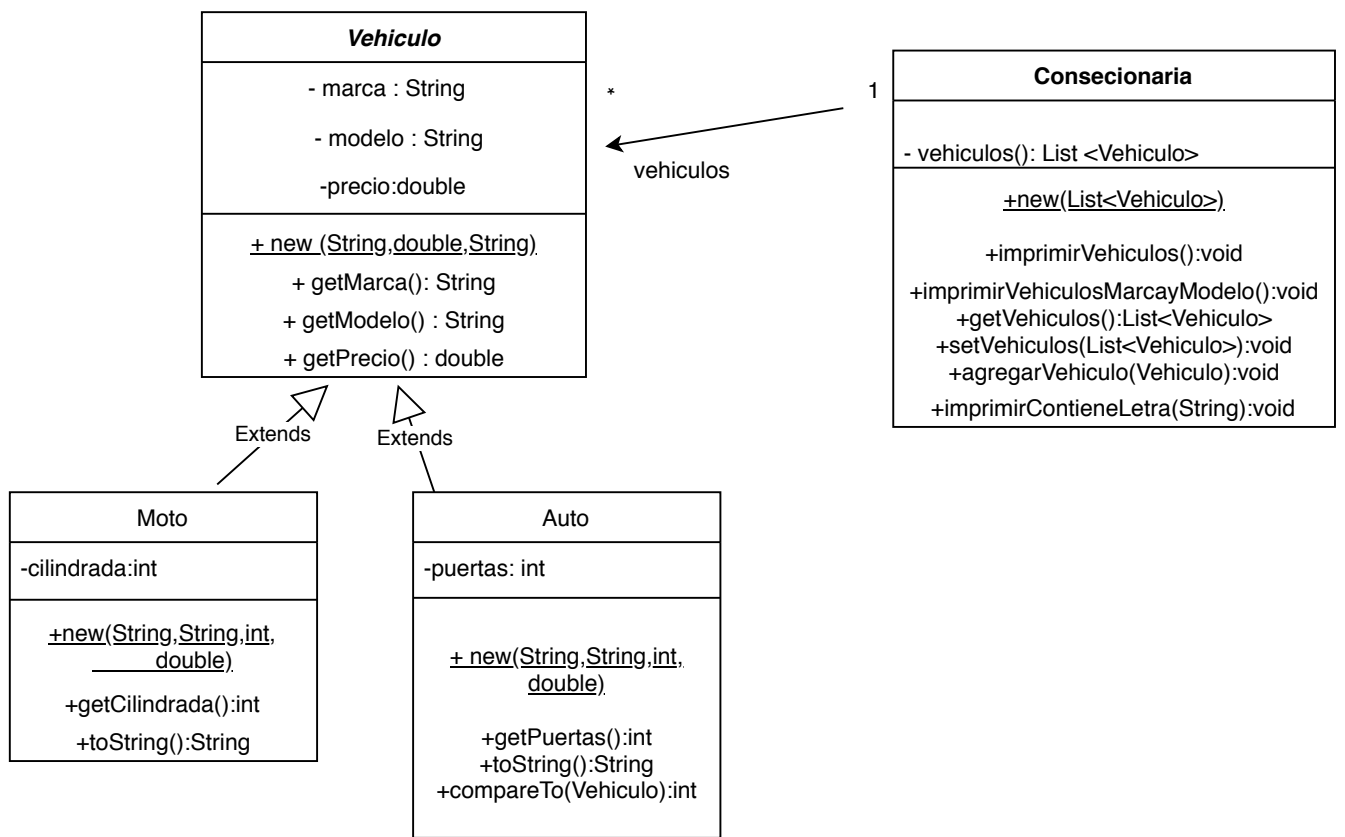 Vehiculo
- marca : String
- modelo : String
-precio:double
+ new (String,double,String)
+ getMarca(): String
+ getModelo() : String
+ getPrecio() : double
*
1
vehiculos
Consecionaria
- vehiculos(): List <Vehiculo>
+new(List<Vehiculo>)
+imprimirVehiculos():void
+imprimirVehiculosMarcayModelo():void
+getVehiculos():List<Vehiculo>
+setVehiculos(List<Vehiculo>):void
+agregarVehiculo(Vehiculo):void
+imprimirContieneLetra(String):void
Extends
Extends
Moto
-cilindrada:int
+new(String,String,int,
double)
+getCilindrada():int
+toString():String
Auto
-puertas: int
+ new(String,String,int,
double)
+getPuertas():int
+toString():String
+compareTo(Vehiculo):int